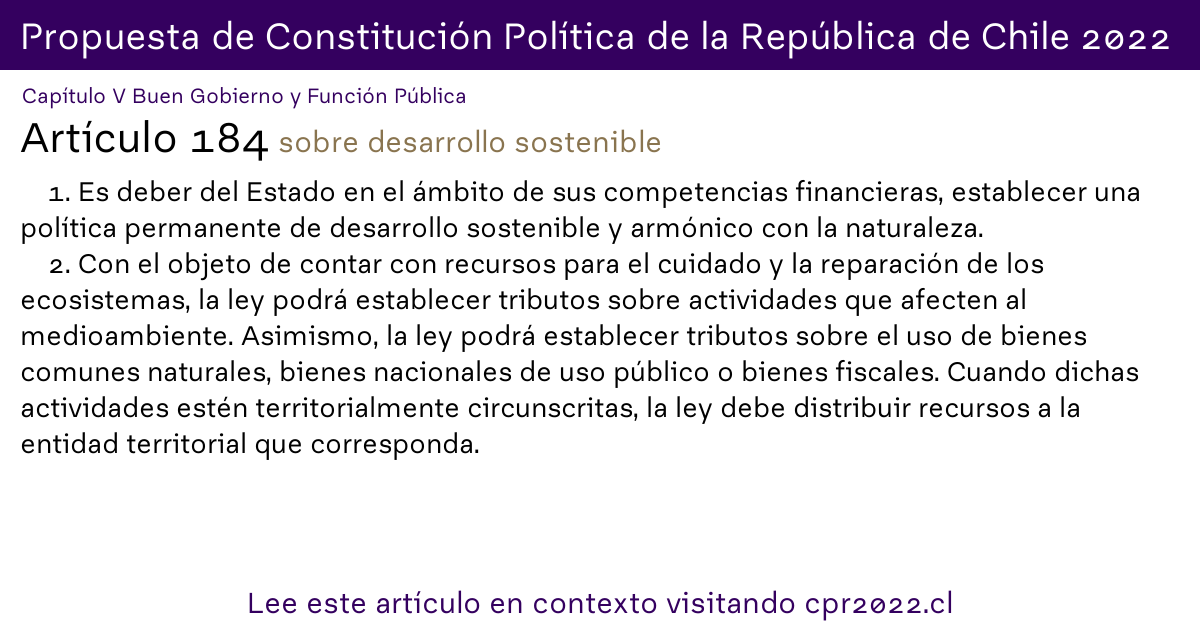 Propuesta de Constitución Política de la República de Chile 2022
Capítulo V Buen Gobierno y Función Pública
Artículo 184 sobre desarrollo sostenible
1. Es deber del Estado en el ámbito de sus competencias financieras, establecer una
política permanente de desarrollo sostenible y armónico con la naturaleza.
2. Con el objeto de contar con recursos para el cuidado y la reparación de los
ecosistemas, la ley podrá establecer tributos sobre actividades que afecten al
medioambiente. Asimismo, la ley podrá establecer tributos sobre el uso de bienes
comunes naturales, bienes nacionales de uso público o bienes fiscales. Cuando dichas
actividades estén territorialmente circunscritas, la ley debe distribuir recursos a la
entidad territorial que corresponda.
Lee este artículo en contexto visitando cpr2022.cl